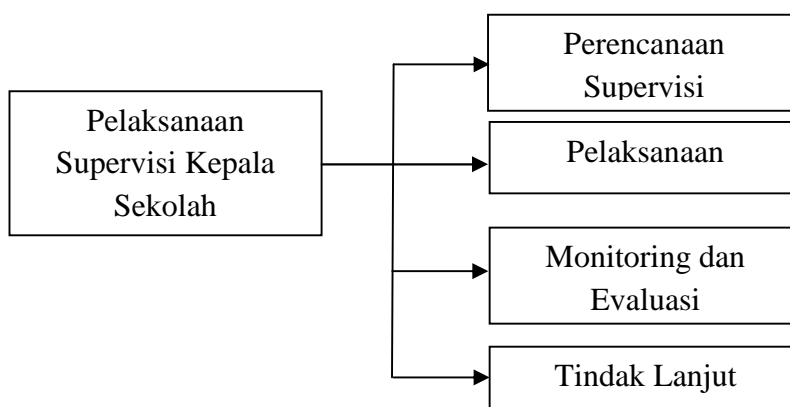 Pelaksanaan
Supervisi Kepala
Sekolah
Perencanaan
Supervisi
Pelaksanaan
Monitoring dan
Evaluasi
Tindak Lanjut